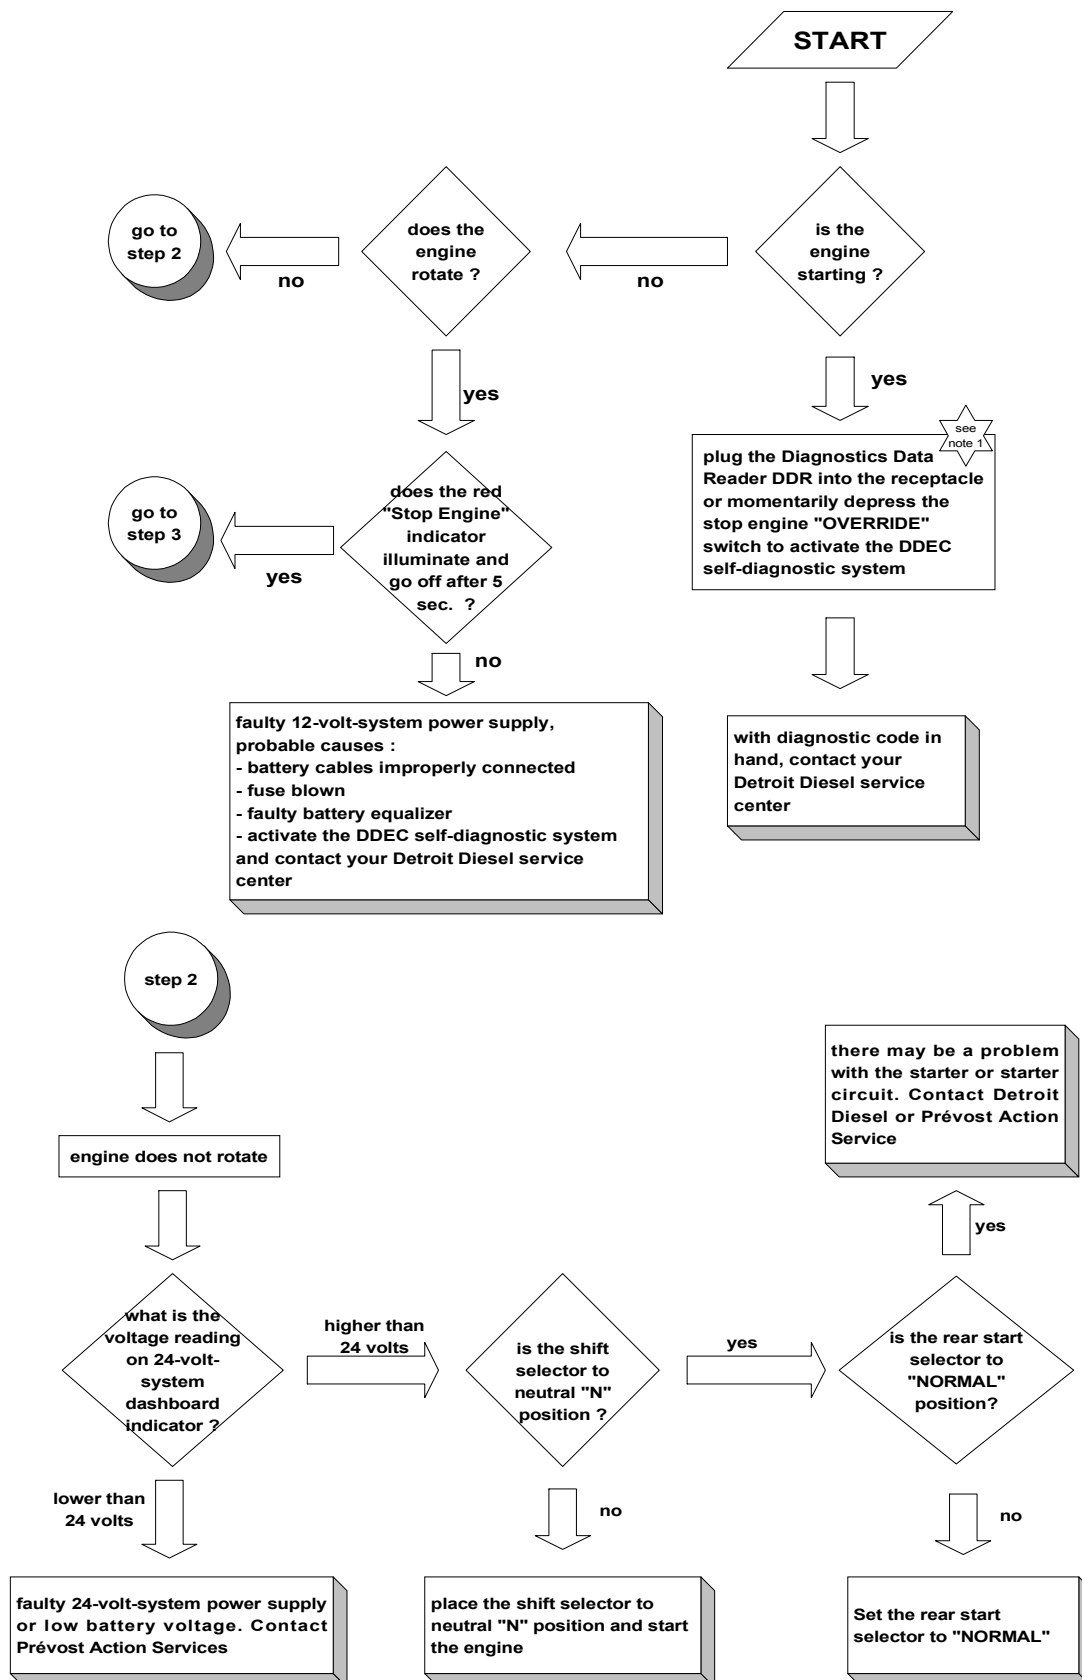 START
is the
engine
starting ?
no
does the
engine
rotate ?
no
go to
step 2
yes
yes
see
note 1
plug the Diagnostics Data
Reader DDR into the receptacle
or momentarily depress the
stop engine "OVERRIDE"
switch to activate the DDEC
self-diagnostic system
does the red
"Stop Engine"
indicator
illuminate and
go off after 5
sec. ?
yes
go to
step 3
no
faulty 12-volt-system power supply,
probable causes :
- battery cables improperly connected
- fuse blown
- faulty battery equalizer
- activate the DDEC self-diagnostic system
and contact your Detroit Diesel service
center
with diagnostic code in
hand, contact your
Detroit Diesel service
center
step 2
engine does not rotate
what is the
voltage reading
on 24-volt-
system
dashboard
indicator ?
higher than
24 volts
is the shift
selector to
neutral "N"
position ?
yes
is the rear start
selector to
"NORMAL"
position?
yes
there may be a problem
with the starter or starter
circuit. Contact Detroit
Diesel or Prévost Action
Service
lower than
24 volts
no
no
faulty 24-volt-system power supply
or low battery voltage. Contact
Prévost Action Services
place the shift selector to
neutral "N" position and start
the engine
Set the rear start
selector to "NORMAL"